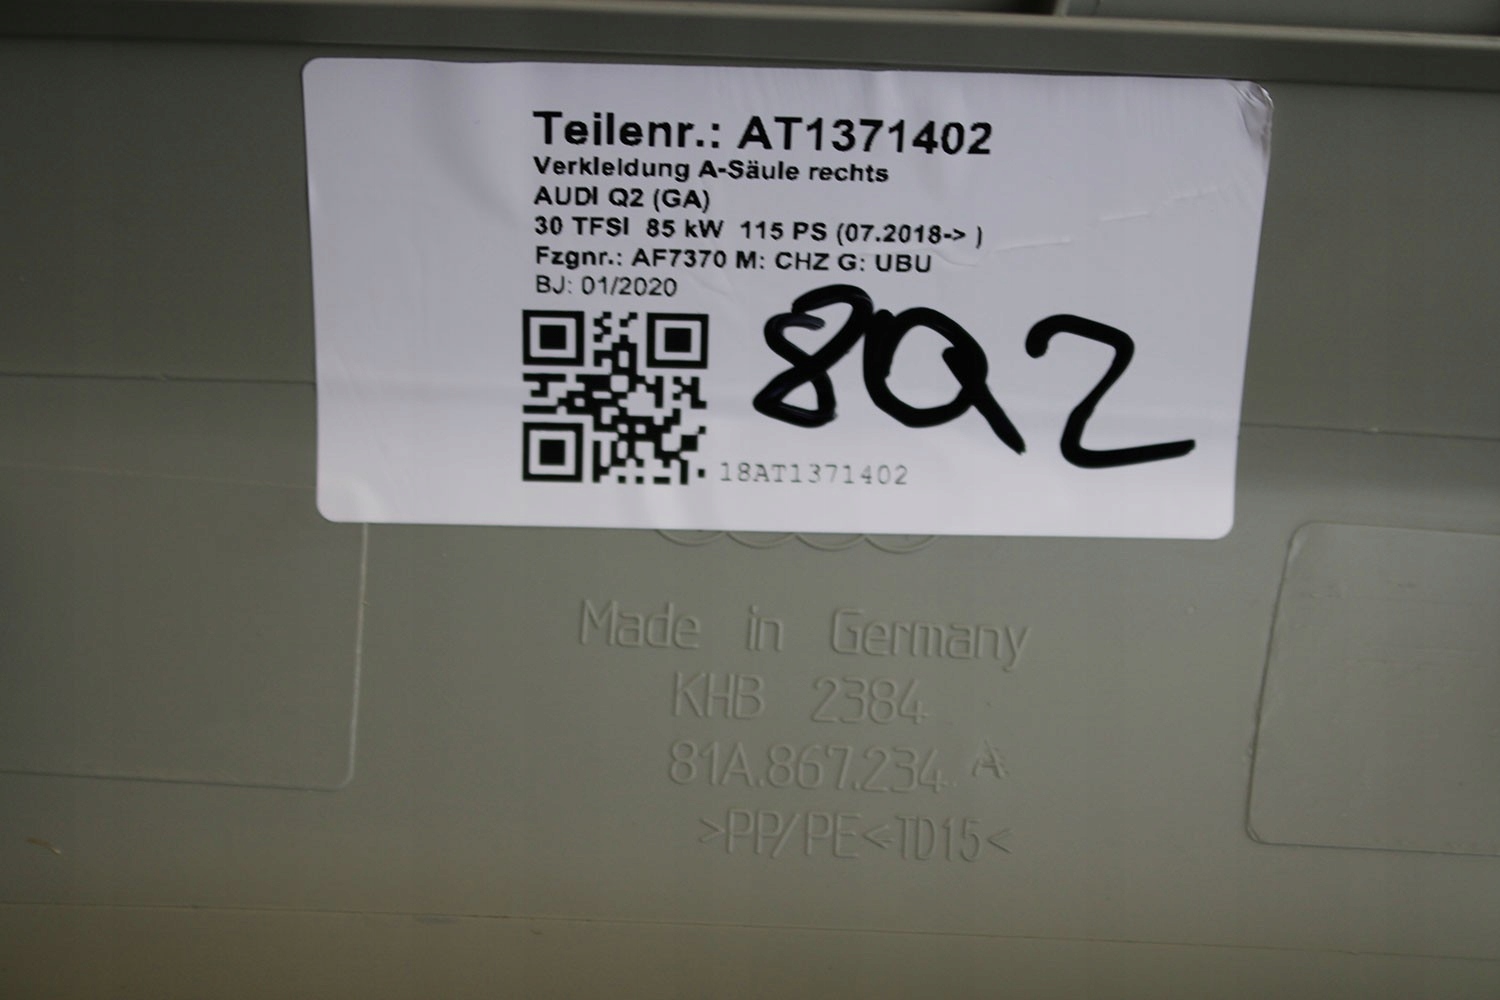 Teilenr.: AT1371402
Verkleidung A-Säule rechts
AUDI Q2 (GA)
30 TFSI 85 kW 115 PS (07.2018-> )
Fzgnr.: AF7370 M: CHZ G: UBU
BJ: 01/2020
8Q2
18AT1371402
Made in Germany
KHB 2384
81A.867.234 A
>PP/PE<TD15<